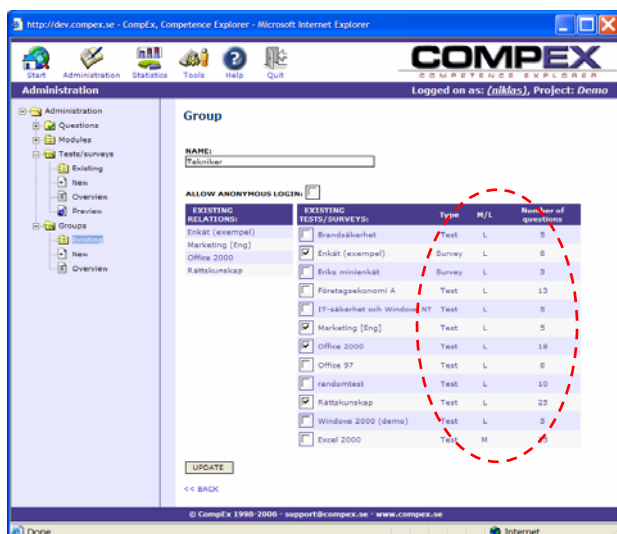 http://dev.compex.se - CompEx, Competence Explorer - Microsoft Internet Explorer
Start Administration Statistics Tools Help Quit
COMPEX
COMPETENCE EXPLORER
Administration Logged on as: (niklas), Project: Demo
Administration
Questions
Modules
Tests/surveys
Existing
New
Overview
Preview
Groups
Existing
New
Overview
Group
NAME:
Tekniker
ALLOW ANONYMOUS LOGIN:
EXISTING RELATIONS:
Enkät (exempel)
Marketing [Eng]
Office 2000
Rättskunskap
EXISTING TESTS/SURVEYS: Type M/L Number of questions
Brandsäkerhet Test L 5
Enkät (exempel) Survey L 8
Eriks minienkät Survey L 3
Företagsekonomi A Test L 13
IT-säkerhet och Windows NT Test L 5
Marketing [Eng] Test L 5
Office 2000 Test L 18
Office 97 Test L
randomtest Test L 10
Rättskunskap Test L 25
Windows 2000 (demo) Test L 5
Excel 2000 Test M
UPDATE
<< BACK
© CompEx 1998-2006 - support@compex.se - www.compex.se
Done Internet